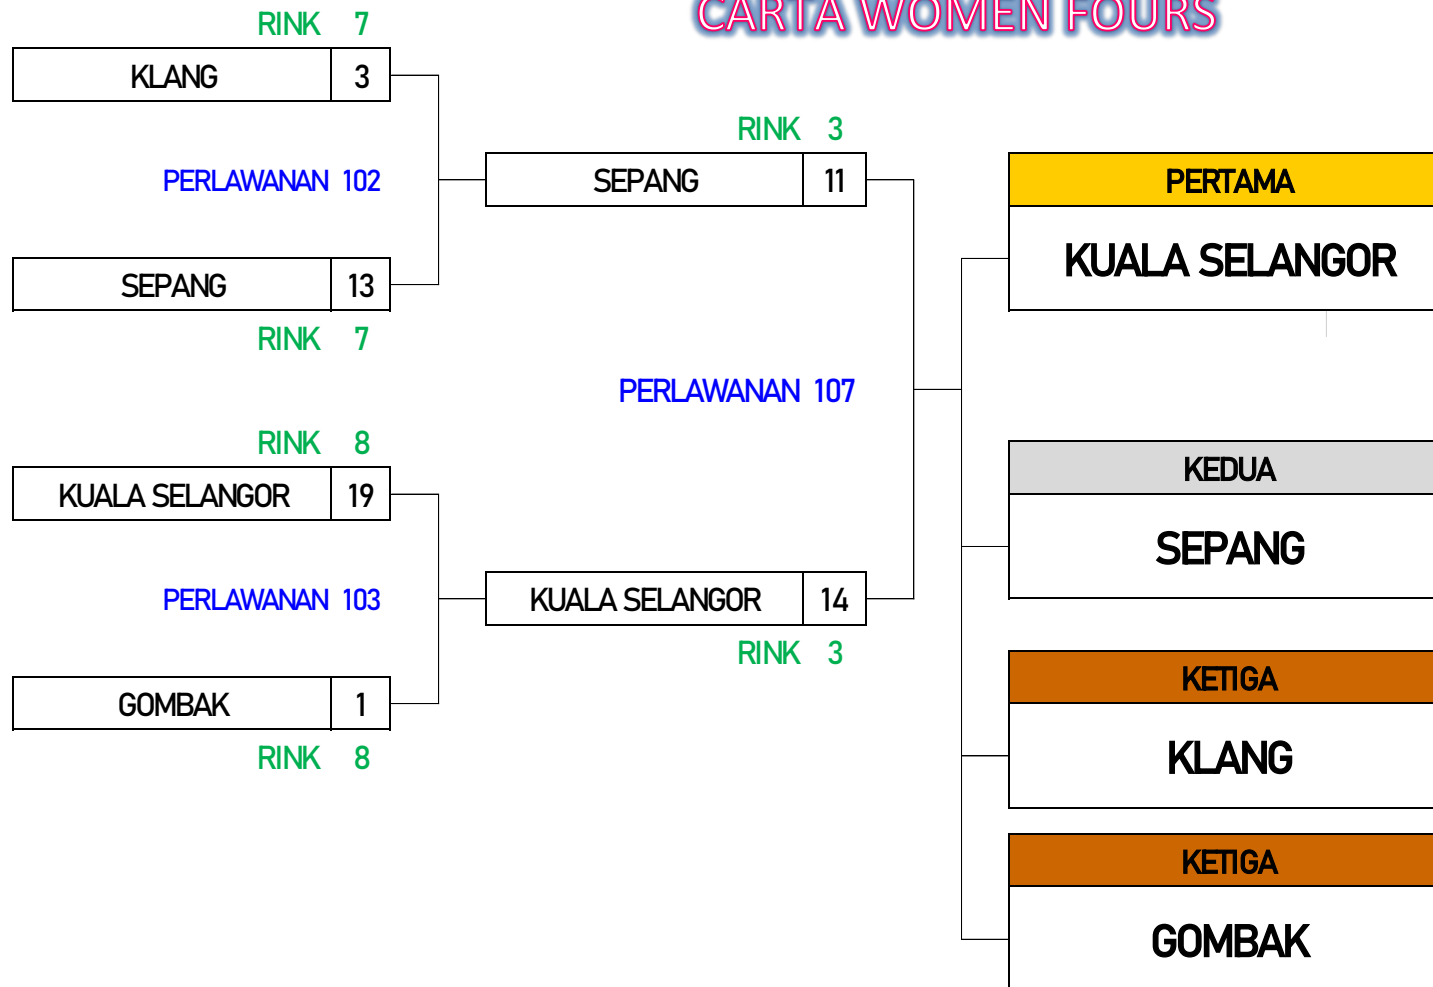 CARTA WOMEN FOURS
RINK 7
KLANG 3
PERLAWANAN 102
SEPANG 13
RINK 7
RINK 8
KUALA SELANGOR 19
PERLAWANAN 103
GOMBAK 1
RINK 8
RINK 3
SEPANG 11
PERLAWANAN 107
KUALA SELANGOR 14
RINK 3
PERTAMA
KUALA SELANGOR
KEDUA
SEPANG
KETIGA
KLANG
KETIGA
GOMBAK